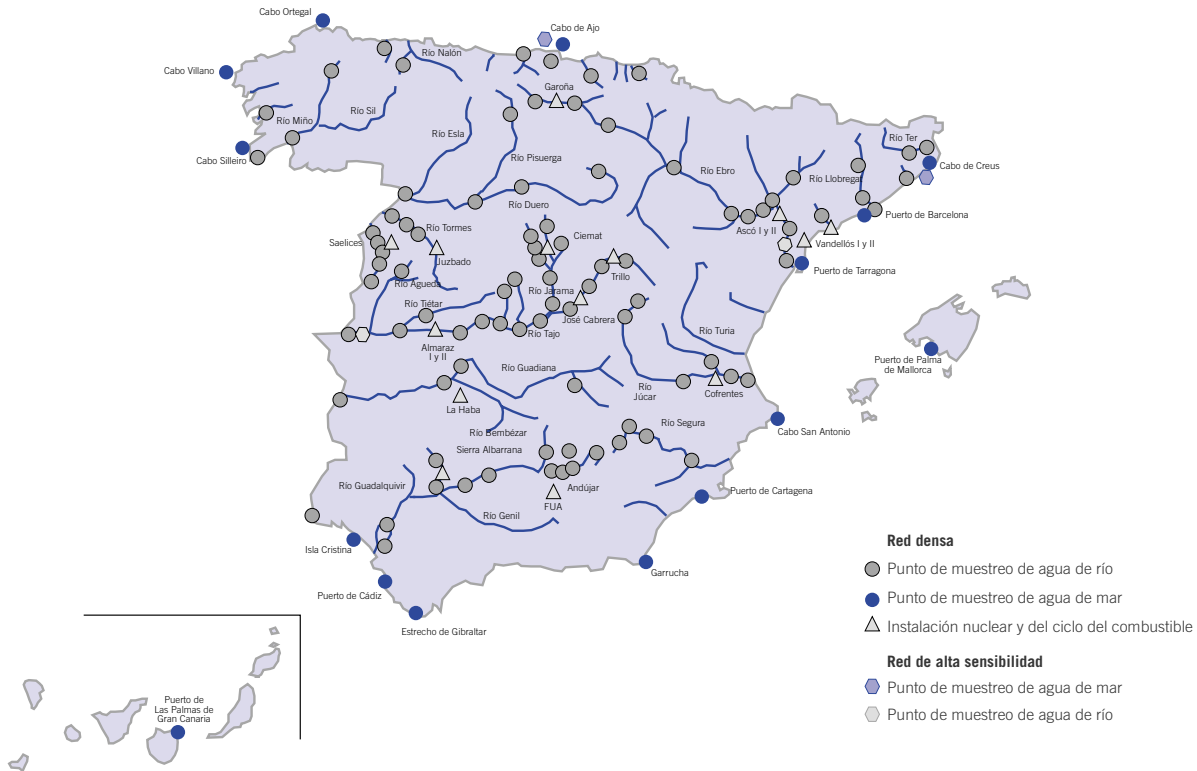 Cabo Ortegal
Cabo de Ajo
Cabo Villano
Río Nalón
Garoña
Río Sil
Río Miño
Río Esla
Río Ter
Cabo Silleiro
Río Pisuerga
Cabo de Creus
Río Ebro
Río Llobregat
Río Duero
Puerto de Barcelona
Río Tormes
Ascó I y II
Saelices
Ciemat
Vandellós I y II
Juzbado
Trillo
Puerto de Tarragona
Río Águeda
Río Jarama
Río Tiétar
José Cabrera
Río Tajo
Río Turia
Almaraz
I y II
Puerto de Palma
de Mallorca
Río Guadiana
Río
Júcar
Cofrentes
La Haba
Río Segura
Cabo San Antonio
Río Bembézar
Sierra Albarrana
Río Guadalquivir
Andújar
Puerto de Cartagena
FUA
Río Genil
Isla Cristina
Garrucha
Puerto de Cádiz
Estrecho de Gibraltar
Puerto de
Las Palmas de
Gran Canaria
Red densa
Punto de muestreo de agua de río
Punto de muestreo de agua de mar
Instalación nuclear y del ciclo del combustible
Red de alta sensibilidad
Punto de muestreo de agua de mar
Punto de muestreo de agua de río